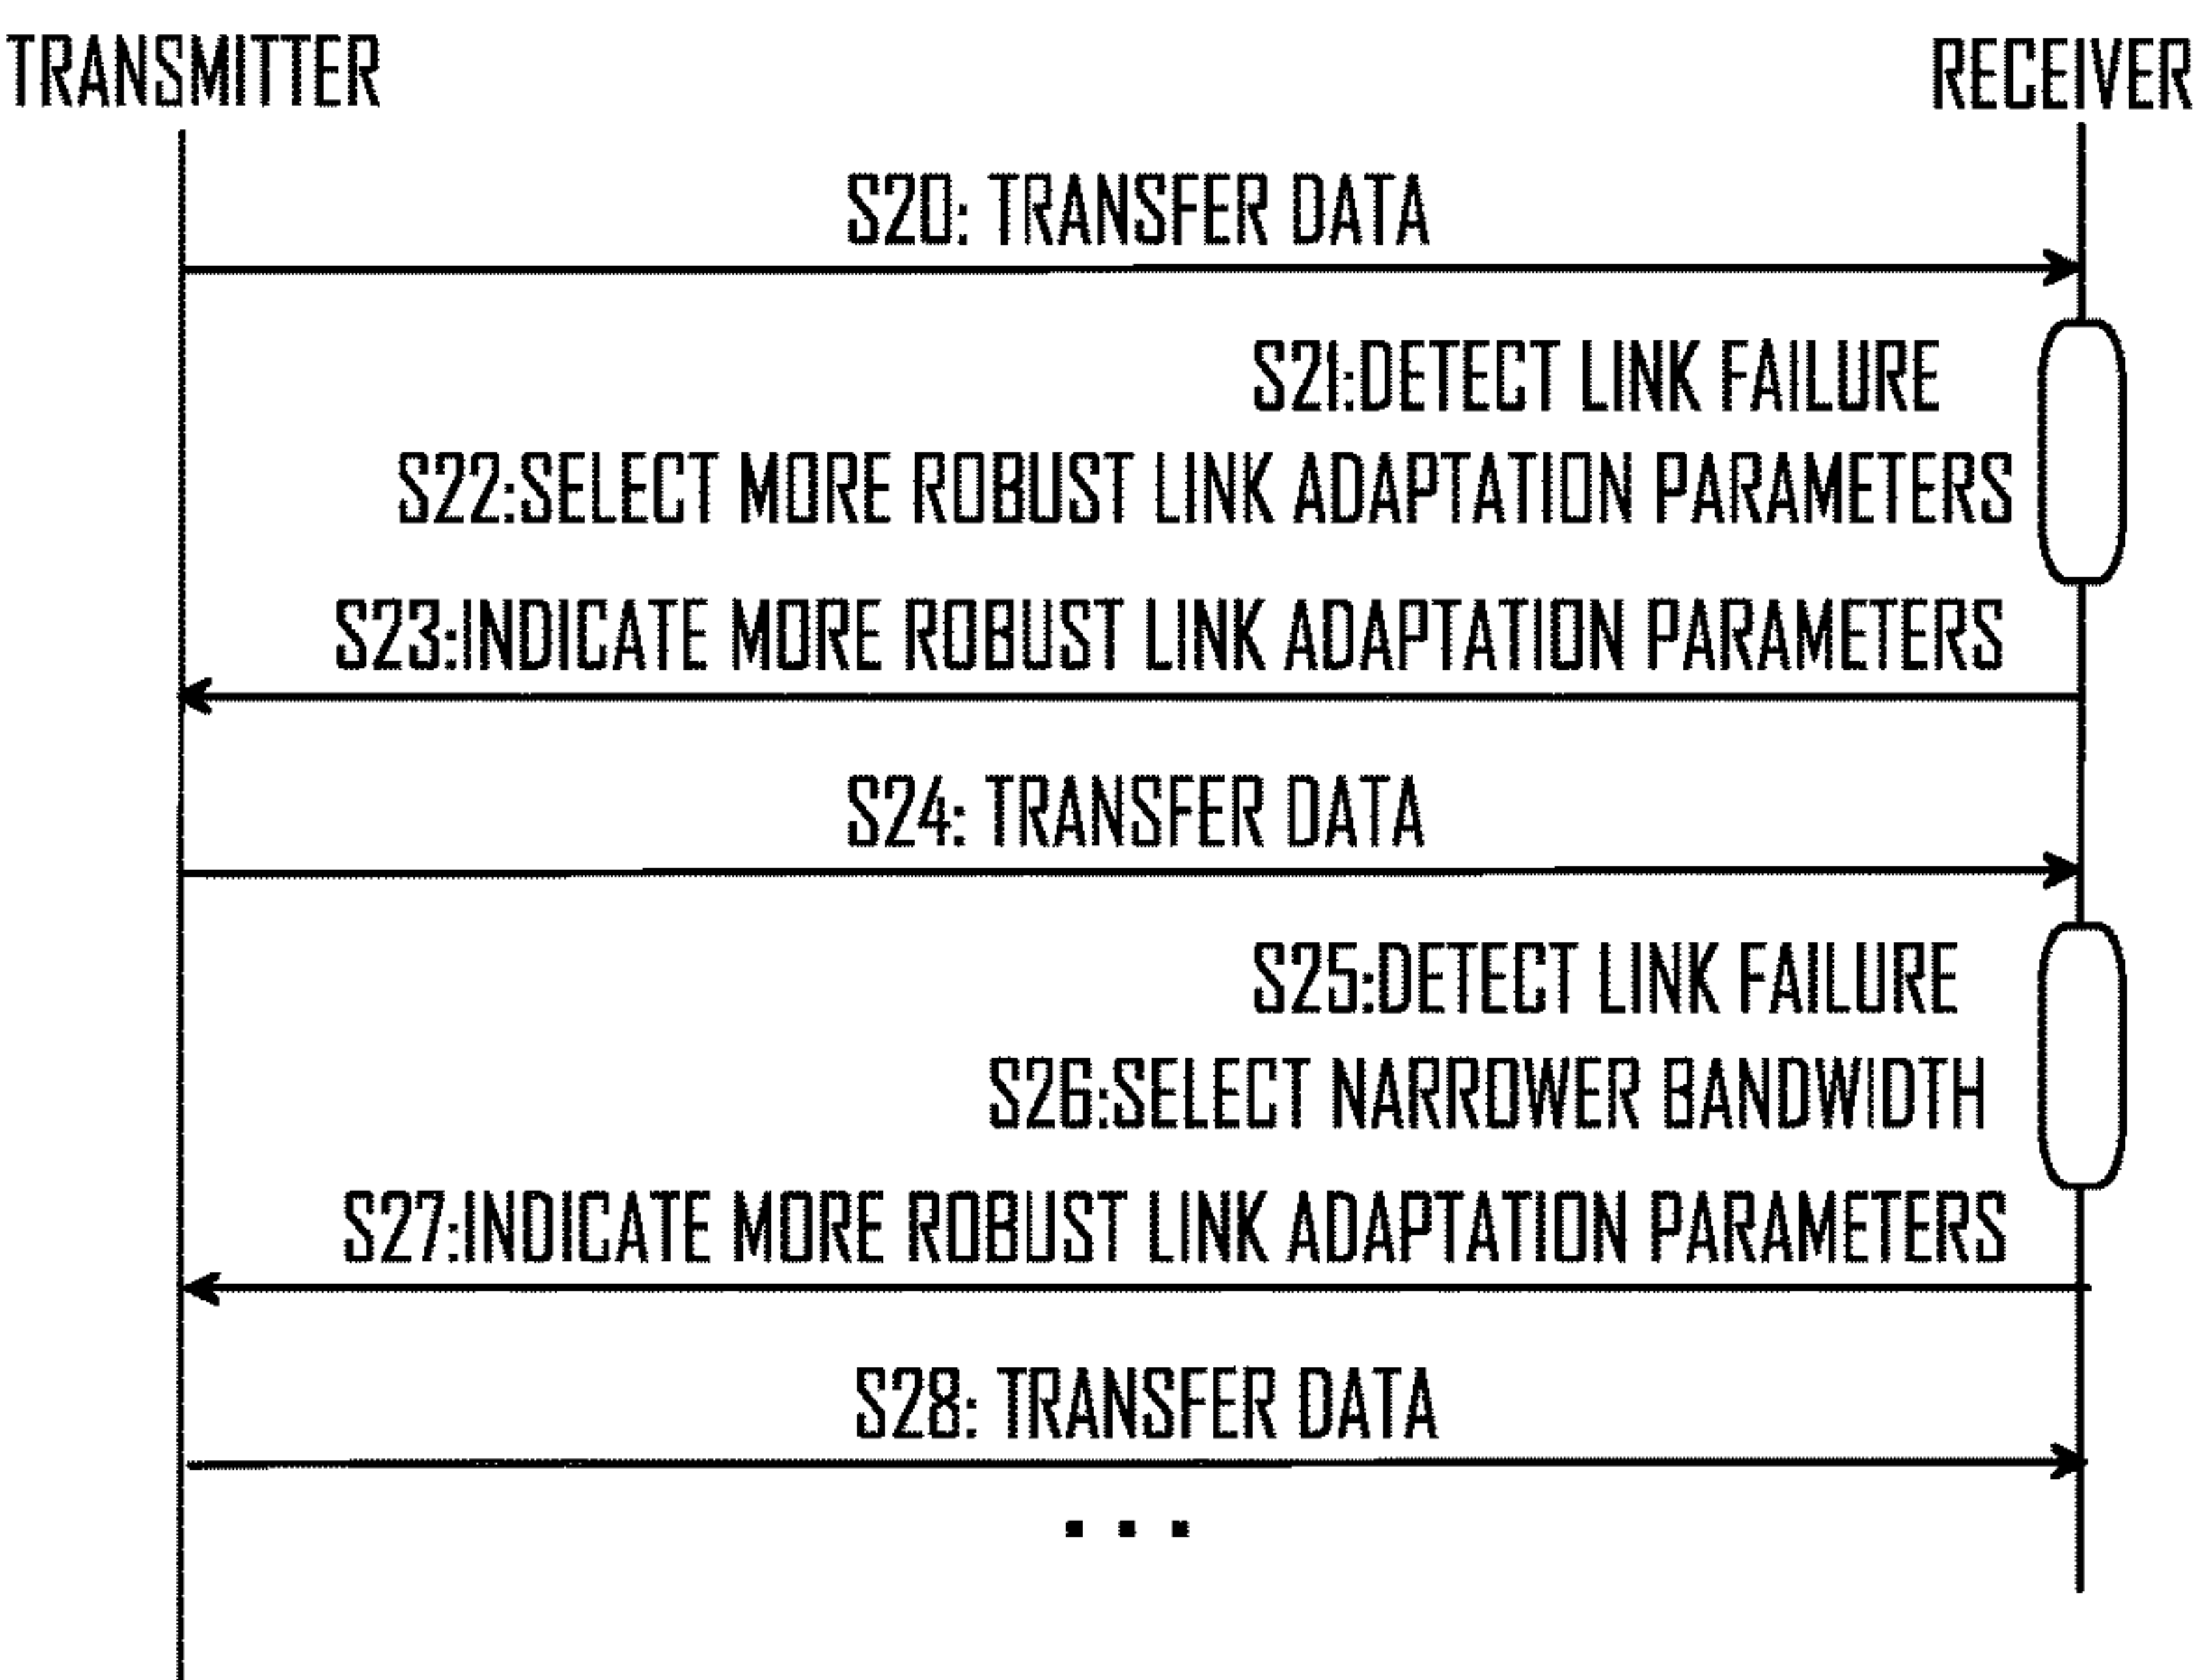 TRANSMITTER
RECEIVER
S20: TRANSFER DATA
S21:DETECT LINK FAILURE
S22:SELECT MORE ROBUST LINK ADAPTATION PARAMETERS
S23:INDICATE MORE ROBUST LINK ADAPTATION PARAMETERS
S24: TRANSFER DATA
S25:DETECT LINK FAILURE
S26:SELECT NARROWER BANDWIDTH
S27:INDICATE MORE ROBUST LINK ADAPTATION PARAMETERS
S28: TRANSFER DATA
...